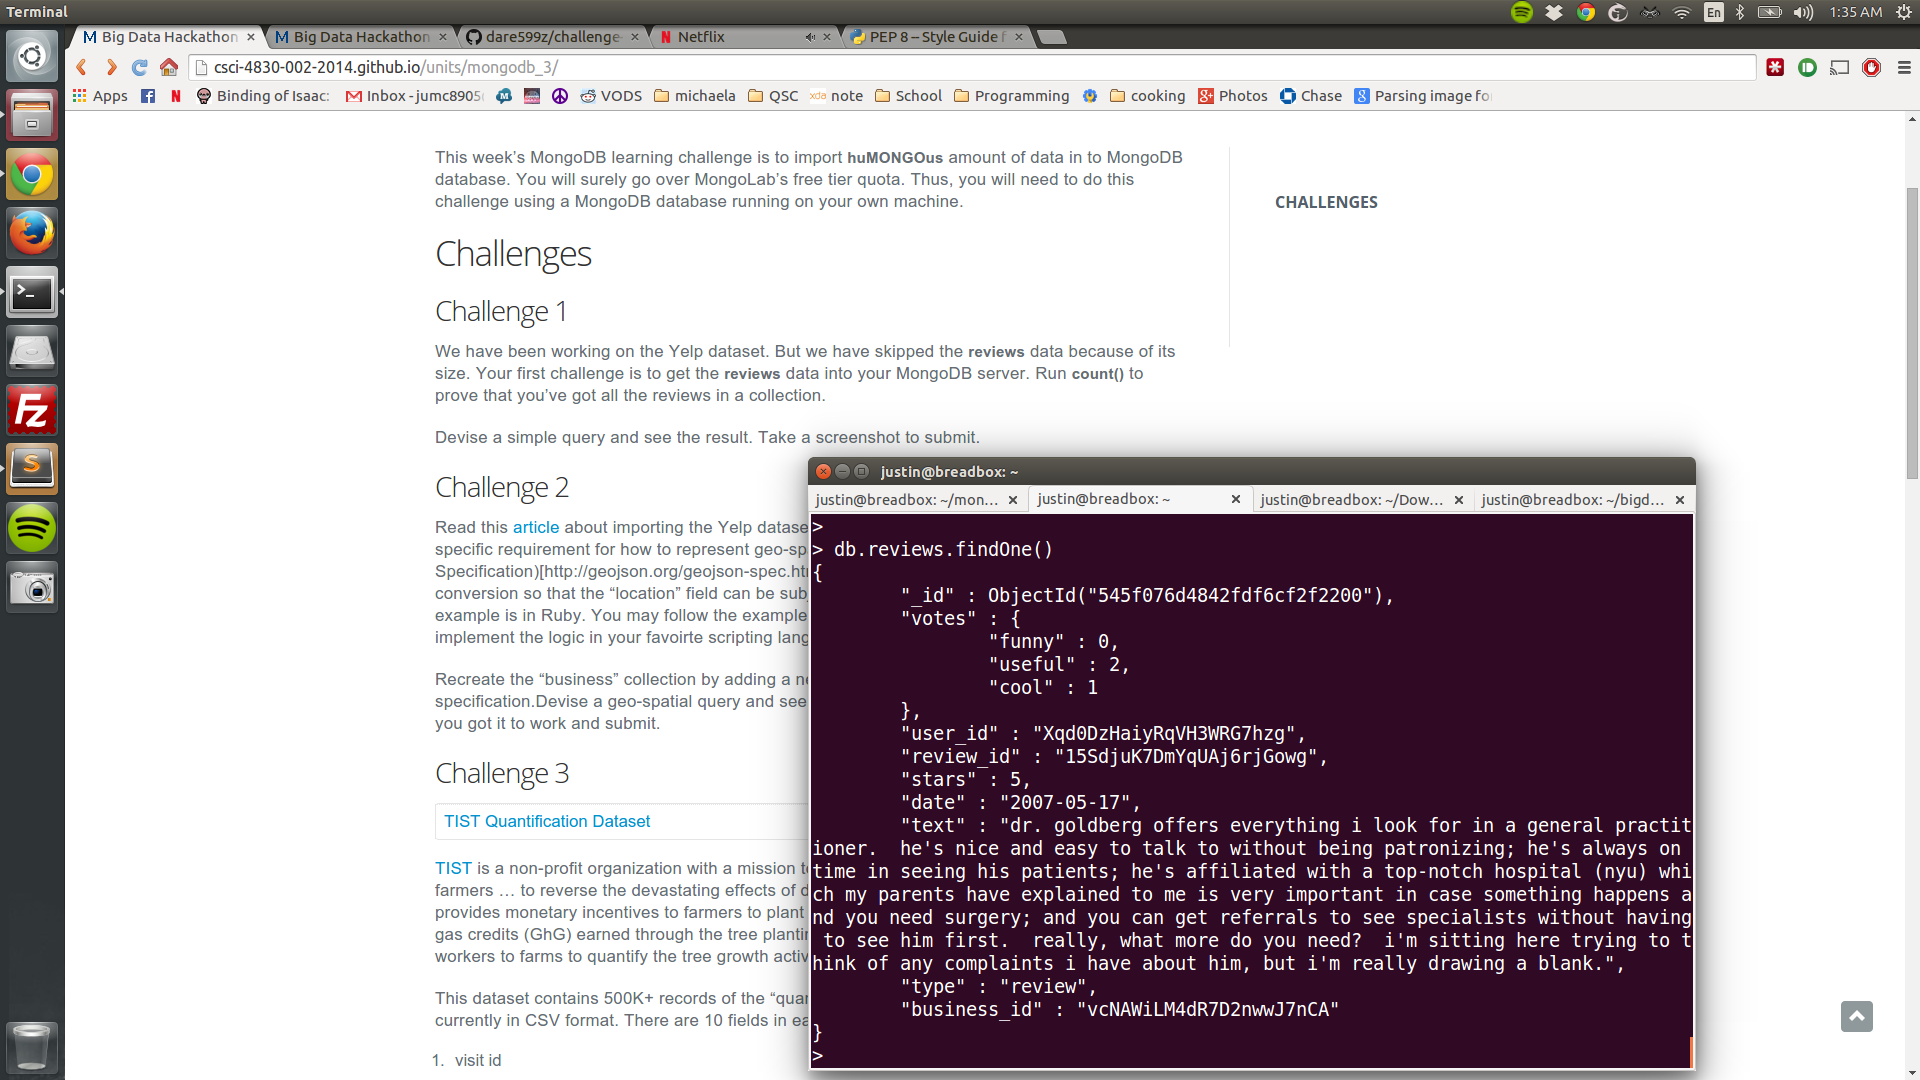 Terminal
En
1:35 AM
Big Data Hackathon
Big Data Hackathon
dare599z/challenge-
Netflix
PEP 8 -- Style Guide f
csci-4830-002-2014.github.io/units/mongodb_3/
Apps
Binding of Isaac:
Inbox - jumc8905
VODS
michaela
QSC
xda note
School
Programming
cooking
Photos
Chase
Parsing image fo
This week’s MongoDB learning challenge is to import huMONGOus amount of data in to MongoDB
database. You will surely go over MongoLab’s free tier quota. Thus, you will need to do this
challenge using a MongoDB database running on your own machine.
CHALLENGES
Challenges
Challenge 1
We have been working on the Yelp dataset. But we have skipped the reviews data because of its
size. Your first challenge is to get the reviews data into your MongoDB server. Run count() to
prove that you’ve got all the reviews in a collection.
Devise a simple query and see the result. Take a screenshot to submit.
Challenge 2
Read this article about importing the Yelp datase
specific requirement for how to represent geo-sp
Specification)[http://geojson.org/geojson-spec.htm
conversion so that the “location” field can be sub
example is in Ruby. You may follow the example
implement the logic in your favoirte scripting lang
Recreate the “business” collection by adding a ne
specification.Devise a geo-spatial query and see
you got it to work and submit.
Challenge 3
TIST Quantification Dataset
TIST is a non-profit organization with a mission to
farmers … to reverse the devastating effects of d
provides monetary incentives to farmers to plant
gas credits (GhG) earned through the tree plantin
workers to farms to quantify the tree growth activ
This dataset contains 500K+ records of the “quan
currently in CSV format. There are 10 fields in ea
1. visit id
justin@breadbox: ~
justin@breadbox: ~/mon...
justin@breadbox: ~
justin@breadbox: ~/Dow...
justin@breadbox: ~/bigd...
>
> db.reviews.findOne()
{
"_id" : ObjectId("545f076d4842fdf6cf2f2200"),
"votes" : {
"funny" : 0,
"useful" : 2,
"cool" : 1
},
"user_id" : "Xqd0DzHaiyRqVH3WRG7hzg",
"review_id" : "15SdjuK7DmYqUAj6rjGowg",
"stars" : 5,
"date" : "2007-05-17",
"text" : "dr. goldberg offers everything i look for in a general practit
ioner.  he's nice and easy to talk to without being patronizing; he's always on
time in seeing his patients; he's affiliated with a top-notch hospital (nyu) whi
ch my parents have explained to me is very important in case something happens a
nd you need surgery; and you can get referrals to see specialists without having
 to see him first.  really, what more do you need?  i'm sitting here trying to t
hink of any complaints i have about him, but i'm really drawing a blank.",
"type" : "review",
"business_id" : "vcNAWiLM4dR7D2nwwJ7nCA"
}
>